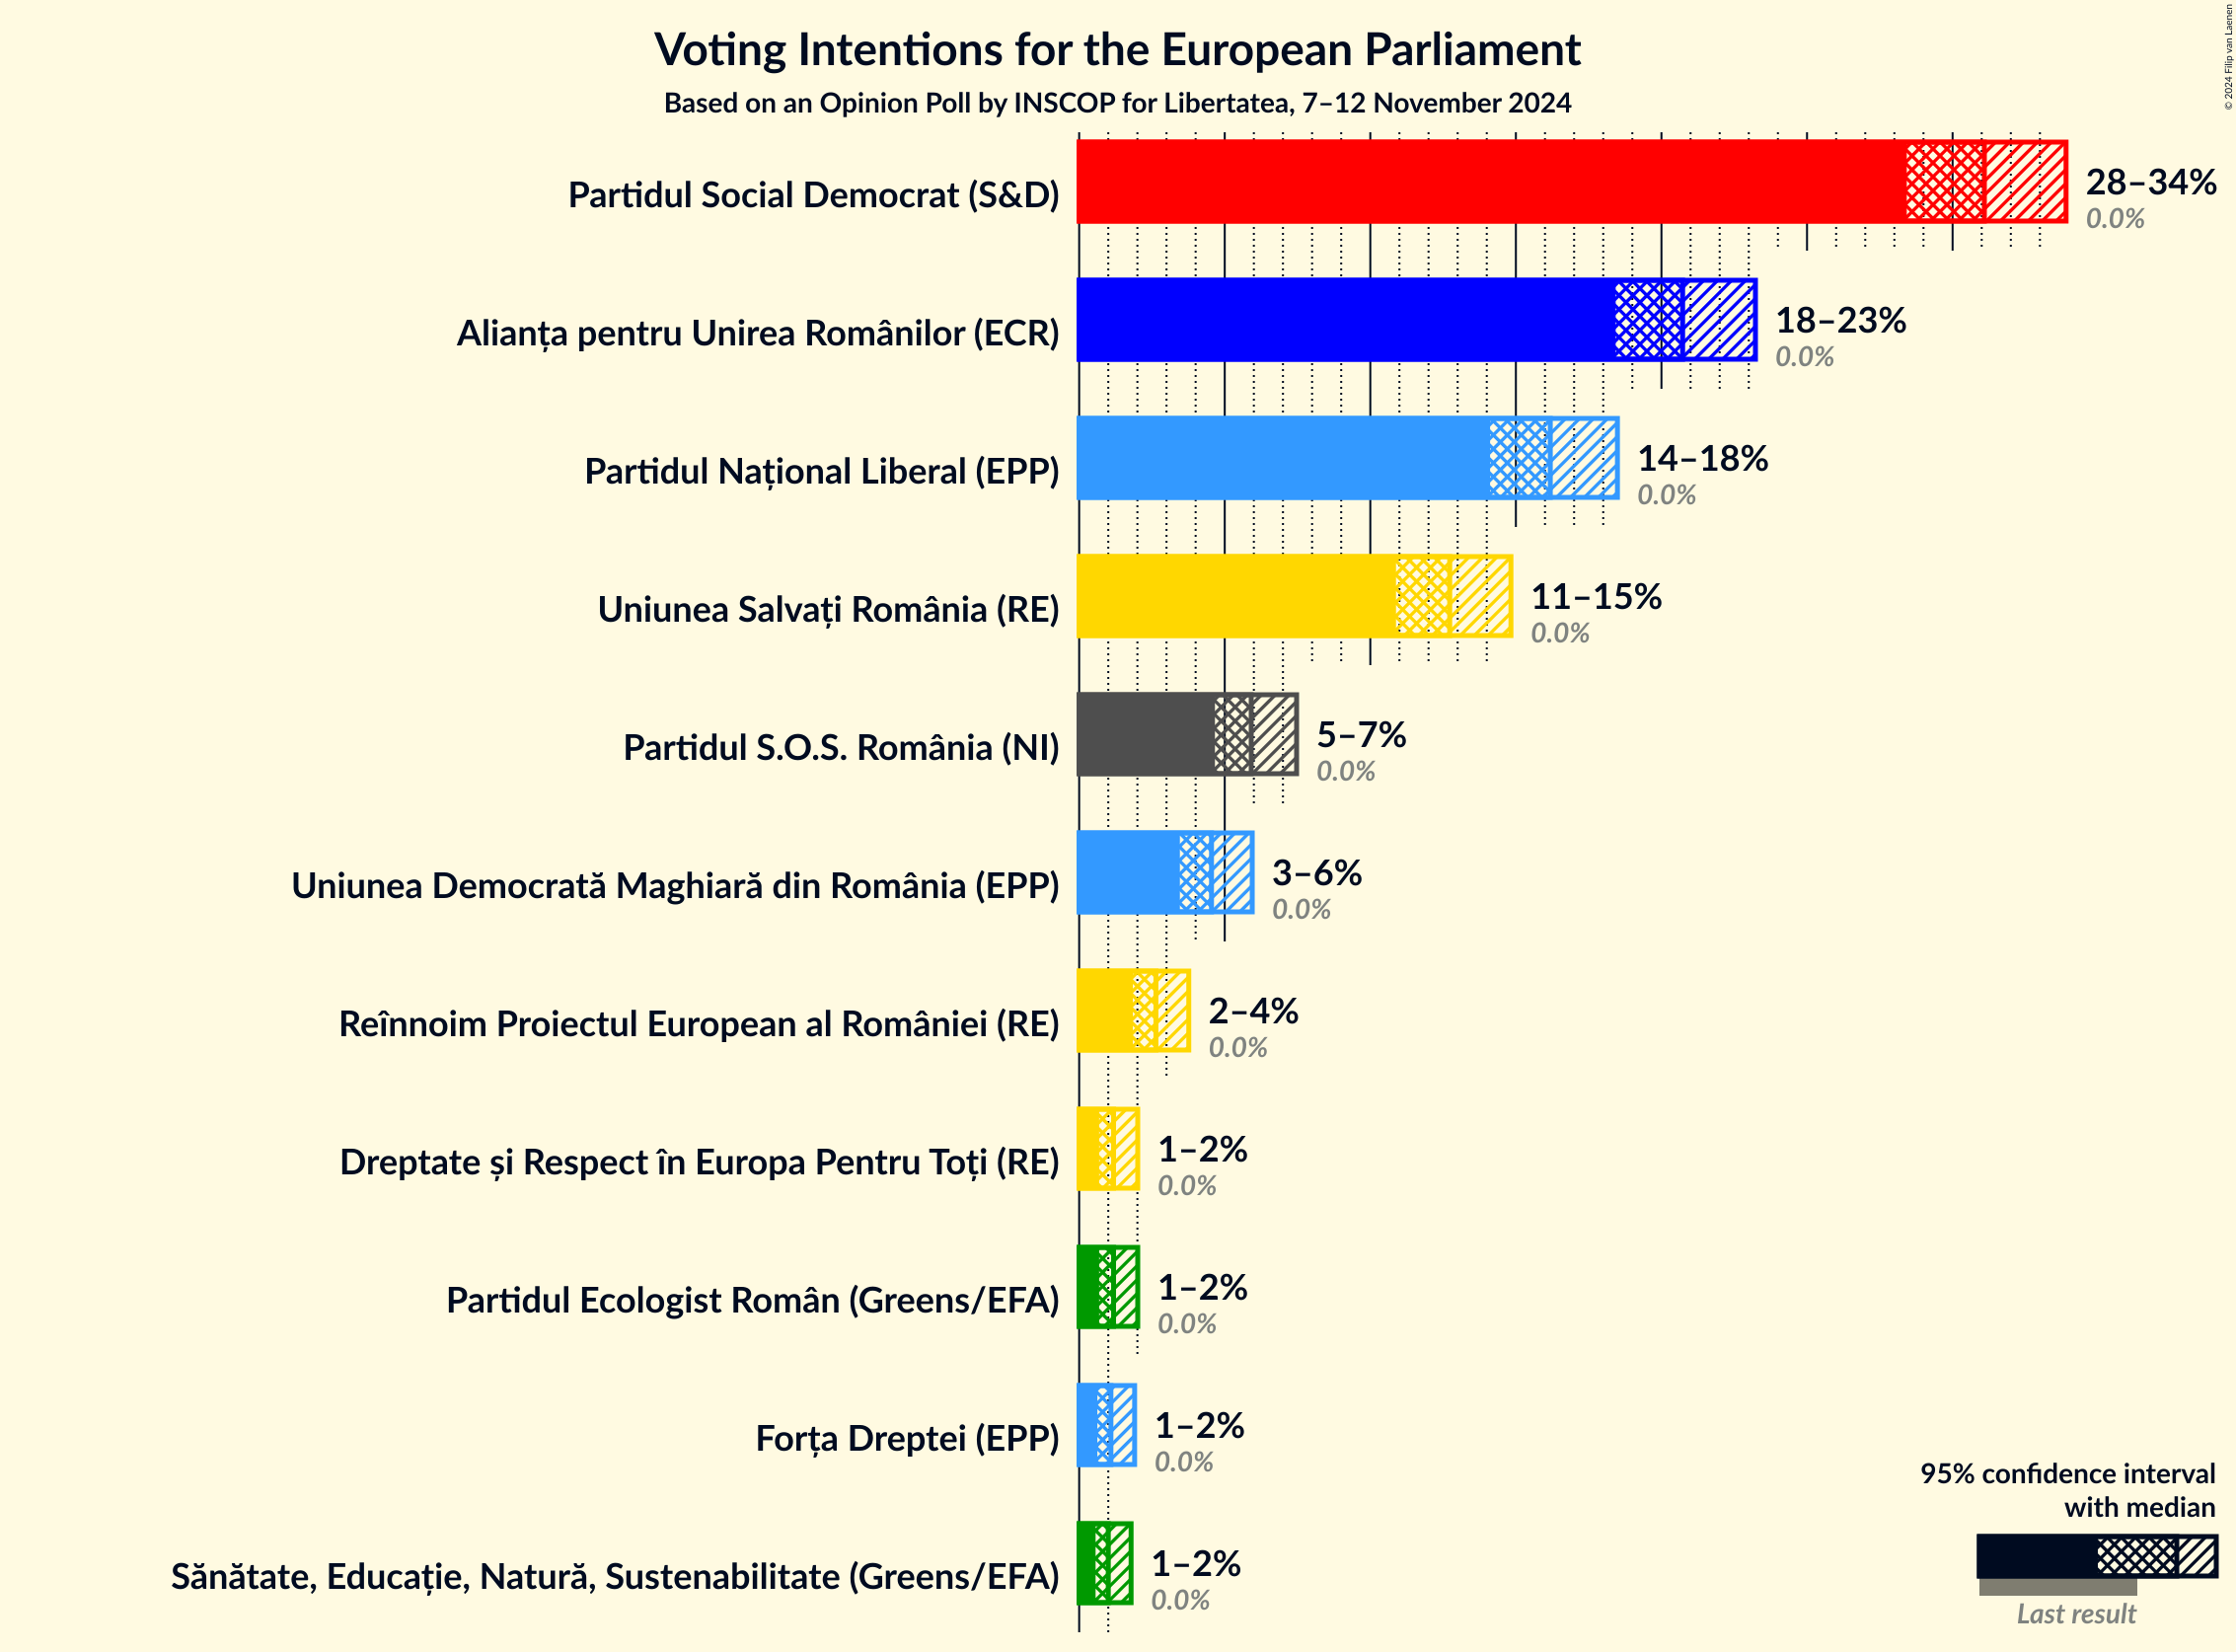 Voting Intentions for the European Parliament
Based on an Opinion Poll by INSCOP for Libertatea, 7–12 November 2024
© 2024 Filip van Laenen
Partidul Social Democrat (S&D)
28–34%
0.0%
Alianța pentru Unirea Românilor (ECR)
18–23%
0.0%
Partidul Național Liberal (EPP)
14–18%
0.0%
Uniunea Salvați România (RE)
11–15%
0.0%
Partidul S.O.S. România (NI)
5–7%
0.0%
Uniunea Democrată Maghiară din România (EPP)
3–6%
0.0%
Reînnoim Proiectul European al României (RE)
2–4%
0.0%
Dreptate și Respect în Europa Pentru Toți (RE)
1–2%
0.0%
Partidul Ecologist Român (Greens/EFA)
1–2%
0.0%
Forța Dreptei (EPP)
1–2%
0.0%
Sănătate, Educație, Natură, Sustenabilitate (Greens/EFA)
1–2%
0.0%
95% confidence interval
with median
Last result